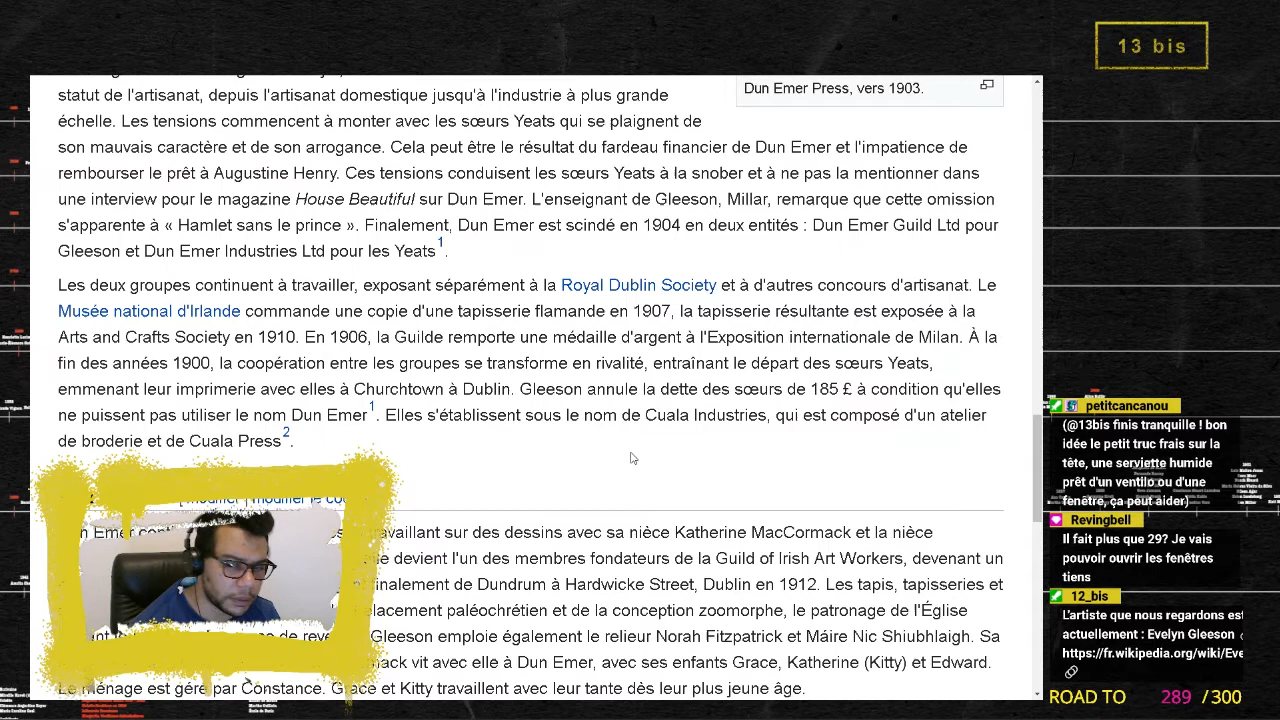 13 bis
Dun Emer Press, vers 1903.
statut de l'artisanat, depuis l'artisanat domestique jusqu'à l'industrie à plus grande
échelle. Les tensions commencent à monter avec les sœurs Yeats qui se plaignent de
son mauvais caractère et de son arrogance. Cela peut être le résultat du fardeau financier de Dun Emer et l'impatience de
rembourser le prêt à Augustine Henry. Ces tensions conduisent les sœurs Yeats à la snober et à ne pas la mentionner dans
une interview pour le magazine House Beautiful sur Dun Emer. L'enseignant de Gleeson, Millar, remarque que cette omission
s'apparente à « Hamlet sans le prince ». Finalement, Dun Emer est scindé en 1904 en deux entités : Dun Emer Guild Ltd pour
Gleeson et Dun Emer Industries Ltd pour les Yeats1.
Les deux groupes continuent à travailler, exposant séparément à la Royal Dublin Society et à d'autres concours d'artisanat. Le
Musée national d'Irlande commande une copie d'une tapisserie flamande en 1907, la tapisserie résultante est exposée à la
Arts and Crafts Society en 1910. En 1906, la Guilde remporte une médaille d'argent à l'Exposition internationale de Milan. À la
fin des années 1900, la coopération entre les groupes se transforme en rivalité, entraînant le départ des sœurs Yeats,
emmenant leur imprimerie avec elles à Churchtown à Dublin. Gleeson annule la dette des sœurs de 185 £ à condition qu'elles
ne puissent pas utiliser le nom Dun Emer1. Elles s'établissent sous le nom de Cuala Industries, qui est composé d'un atelier
de broderie et de Cuala Press2.
modifier | modifier le co
Emer travaillant sur des dessins avec se nièce Katherine MacCormack et la nièce
devient l'un des membres fondateurs de la Guild of Irish Art Workers, devenant un
finalement de Dundrum à Hardwicke Street, Dublin en 1912. Les tapis, tapisseries et
lacement paléochrétien et de la conception zoomorphe, le patronage de l'Église
de Gleeson emploie également le relieur Norah Fitzpatrick et Máire Nic Shiubhlaigh. Sa
mack vit avec elle à Dun Emer, avec ses enfants Grace, Katherine (Kitty) et Edward.
Le ménage est géré par Constance. Grace et Kitty travaillent avec leur tante dès leur plus jeune âge.
petitcancanou
(@13bis finis tranquille ! bon
idée le petit truc frais sur la
tête, une serviette humide
prêt d'un ventilo ou d'une
fenêtre, ça peut aider)
Revingbell
Il fait plus que 29? Je vais
pouvoir ouvrir les fenêtres
tiens
12_bis
L'artiste que nous regardons est
actuellement : Evelyn Gleeson
https://fr.wikipedia.org/wiki/Eve
ROAD TO 289 / 300